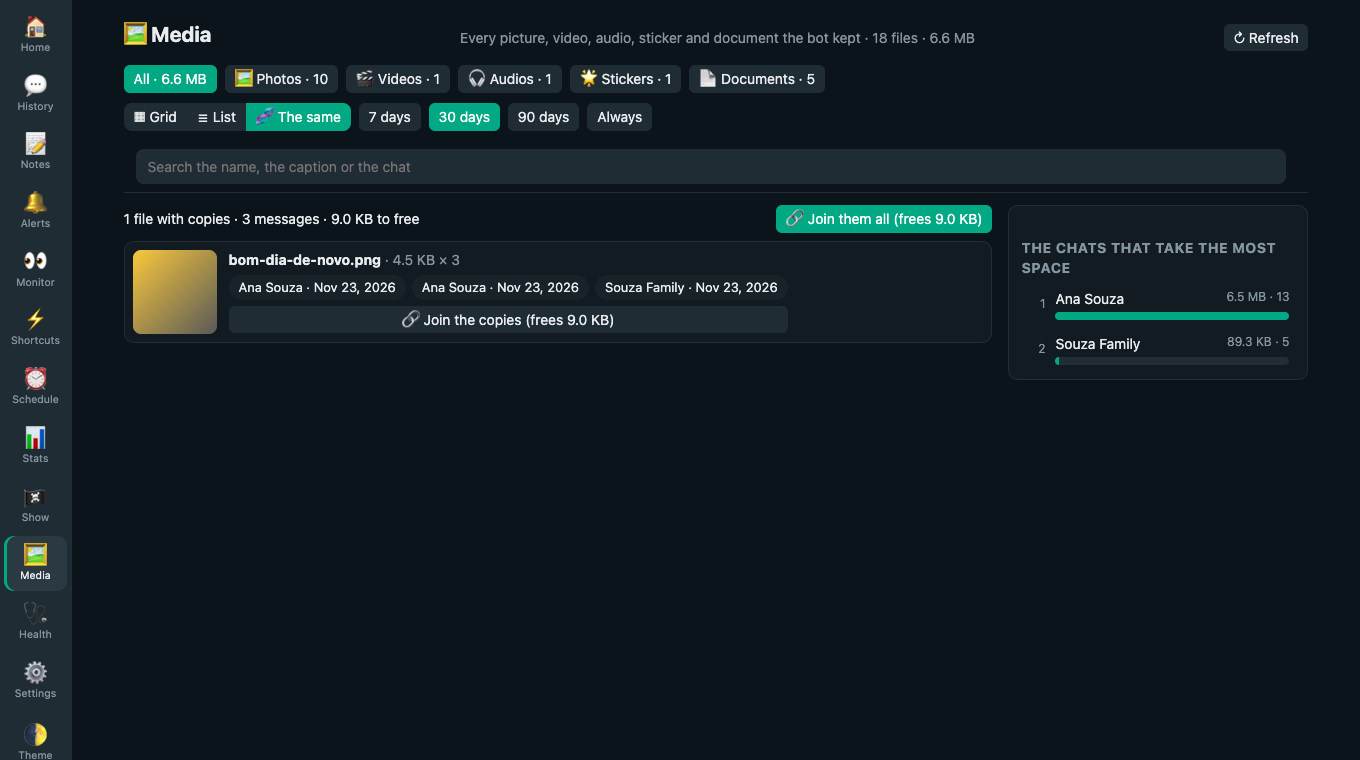 Home
History
Notes
Alerts
Monitor
Shortcuts
Schedule
Stats
Show
Media
Health
Settings
Theme
Media
Every picture, video, audio, sticker and document the bot kept · 18 files · 6.6 MB
Refresh
All · 6.6 MB
Photos · 10
Videos · 1
Audios · 1
Stickers · 1
Documents · 5
Grid
List
The same
7 days
30 days
90 days
Always
Search the name, the caption or the chat
1 file with copies · 3 messages · 9.0 KB to free
Join them all (frees 9.0 KB)
bom-dia-de-novo.png · 4.5 KB × 3
Ana Souza · Nov 23, 2026
Ana Souza · Nov 23, 2026
Souza Family · Nov 23, 2026
Join the copies (frees 9.0 KB)
THE CHATS THAT TAKE THE MOST
SPACE
1 Ana Souza 6.5 MB · 13
2 Souza Family 89.3 KB · 5